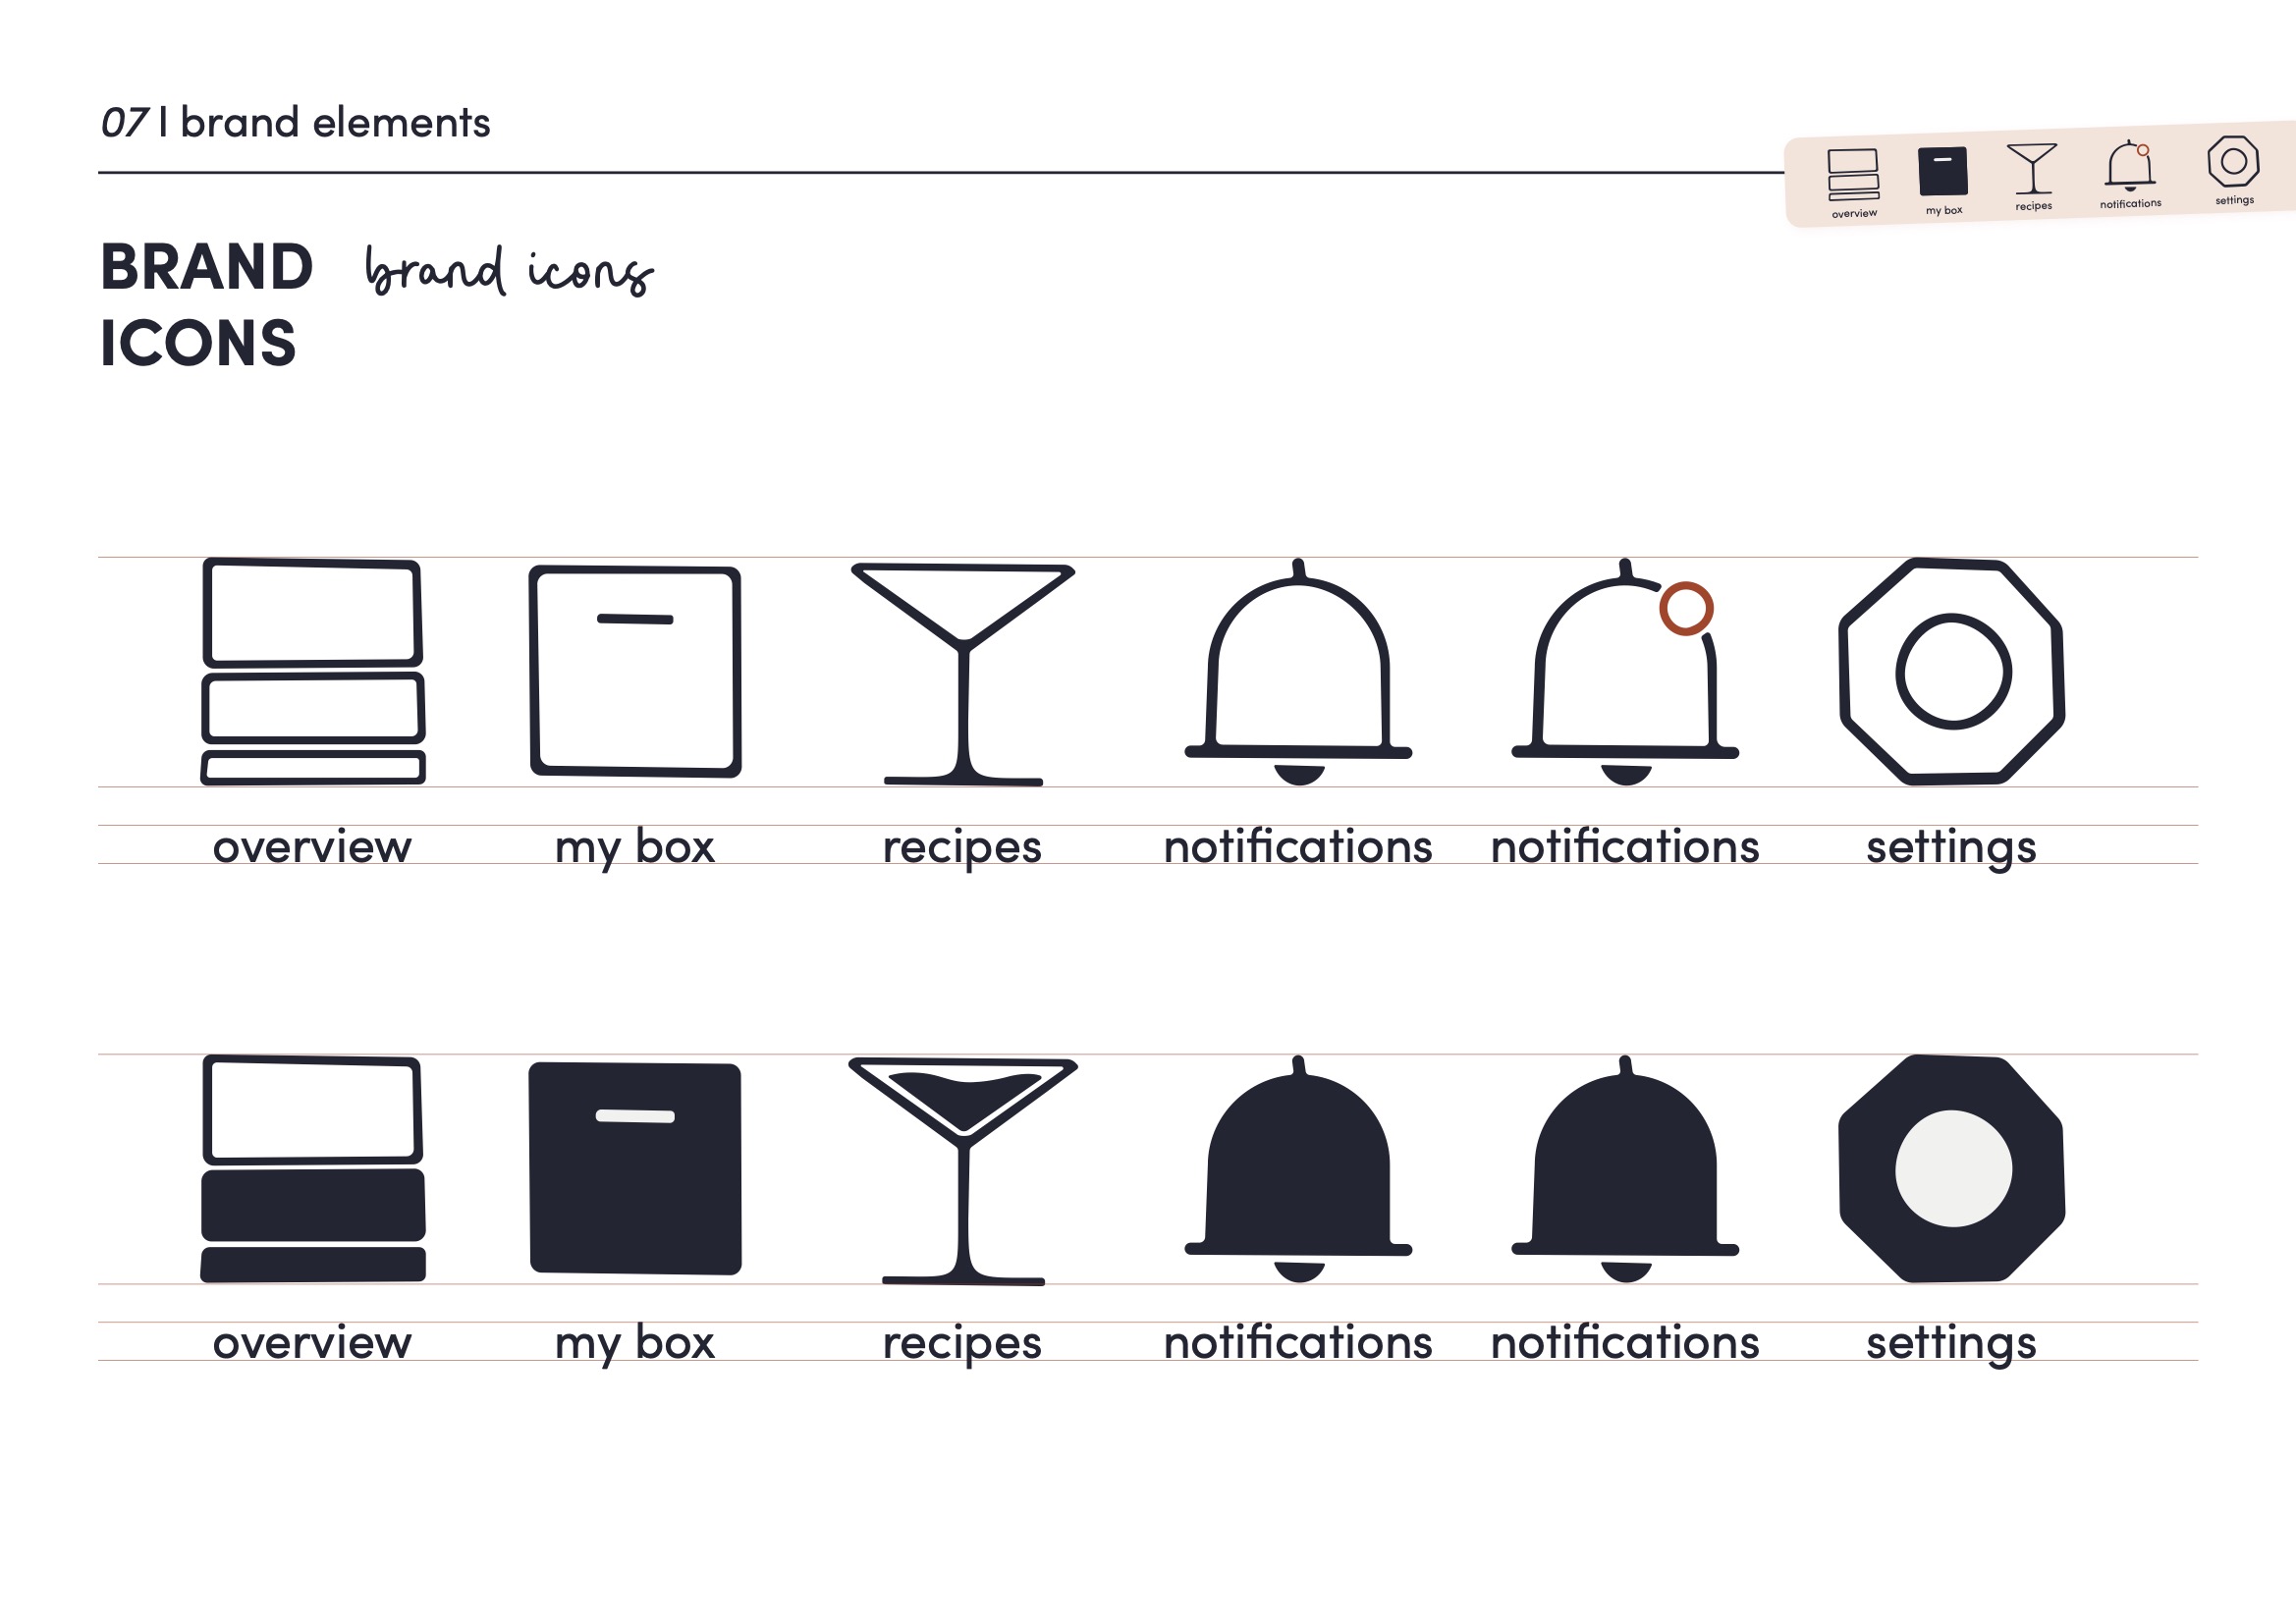 07 | brand elements
overview my box recipes notifications settings
BRAND brand icons
ICONS
overview my box recipes notifications notifications settings
overview my box recipes notifications notifications settings